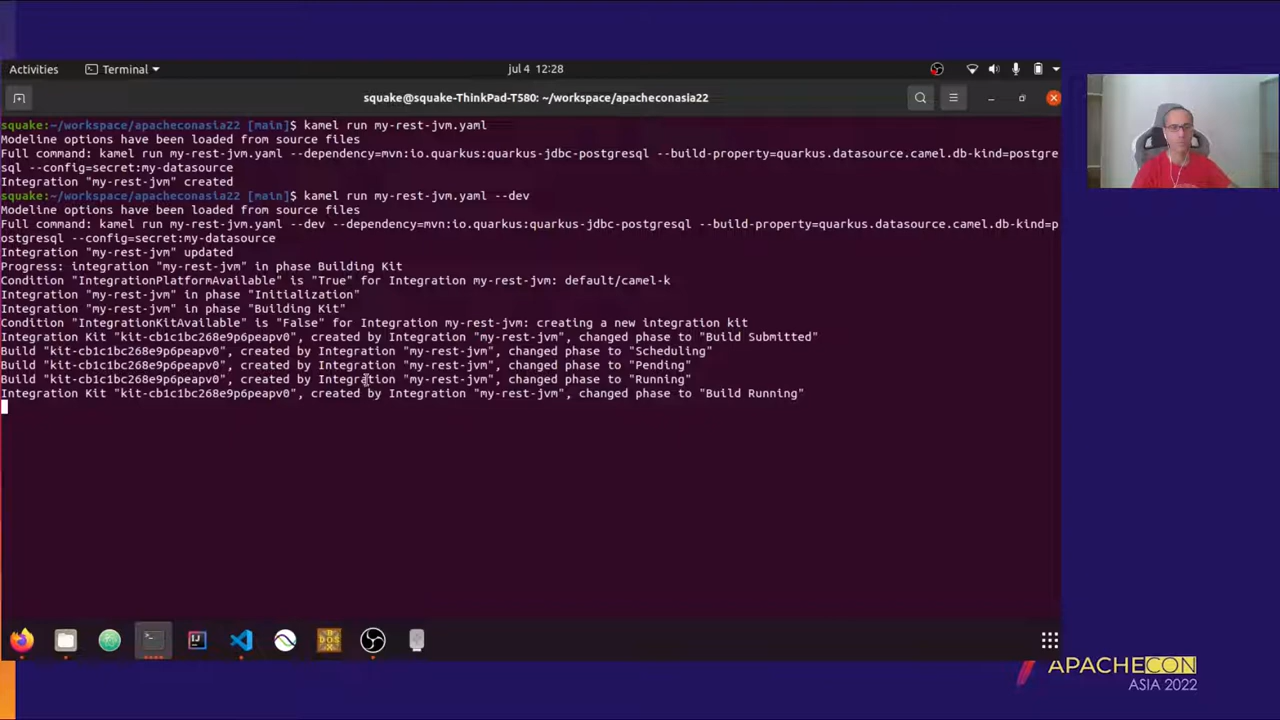 Activities
Terminal
jul 4 12:28
squake@squake-ThinkPad-T580: ~/workspace/apacheconasia22
squake:~/workspace/apacheconasia22 [main]$ kamel run my-rest-jvm.yaml
Modeline options have been loaded from source files
Full command: kamel run my-rest-jvm.yaml --dependency=mvn:io.quarkus:quarkus-jdbc-postgresql --build-property=quarkus.datasource.camel.db-kind=postgre
sql --config=secret:my-datasource
Integration "my-rest-jvm" created
squake:~/workspace/apacheconasia22 [main]$ kamel run my-rest-jvm.yaml --dev
Modeline options have been loaded from source files
Full command: kamel run my-rest-jvm.yaml --dev --dependency=mvn:io.quarkus:quarkus-jdbc-postgresql --build-property=quarkus.datasource.camel.db-kind=p
ostgresql --config=secret:my-datasource
Integration "my-rest-jvm" updated
Progress: integration "my-rest-jvm" in phase Building Kit
Condition "IntegrationPlatformAvailable" is "True" for Integration my-rest-jvm: default/camel-k
Integration "my-rest-jvm" in phase "Initialization"
Integration "my-rest-jvm" in phase "Building Kit"
Condition "IntegrationKitAvailable" is "False" for Integration my-rest-jvm: creating a new integration kit
Integration Kit "kit-cb1c1bc268e9p6peapv0", created by Integration "my-rest-jvm", changed phase to "Build Submitted"
Build "kit-cb1c1bc268e9p6peapv0", created by Integration "my-rest-jvm", changed phase to "Scheduling"
Build "kit-cb1c1bc268e9p6peapv0", created by Integration "my-rest-jvm", changed phase to "Pending"
Build "kit-cb1c1bc268e9p6peapv0", created by Integration "my-rest-jvm", changed phase to "Running"
Integration Kit "kit-cb1c1bc268e9p6peapv0", created by Integration "my-rest-jvm", changed phase to "Build Running"
APACHECON
ASIA 2022